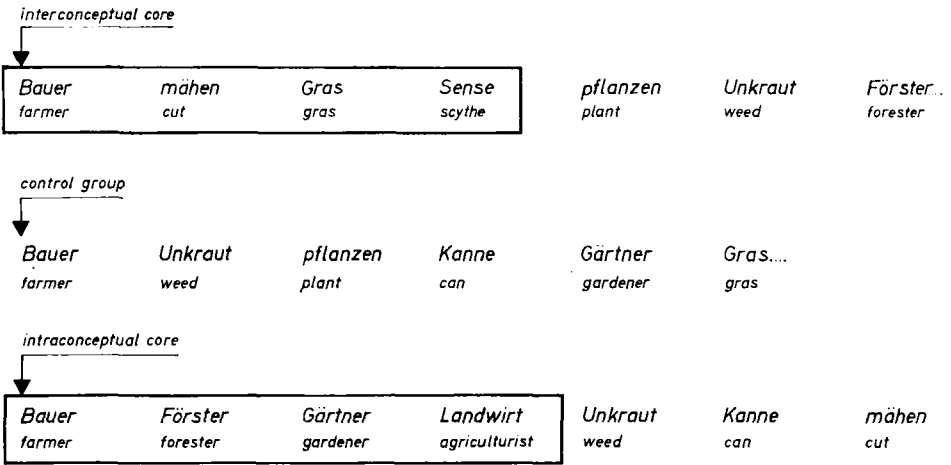 interconceptual core
Bauer mähen Gras Sense pflanzen Unkraut Förster...
farmer cut gras scythe plant weed forester
control group
Bauer Unkraut pflanzen Kanne Gärtner Gras....
farmer weed plant can gardener gras
intraconceptual core
Bauer Förster Gärtner Landwirt Unkraut Kanne mähen
farmer forester gardener agriculturist weed can cut